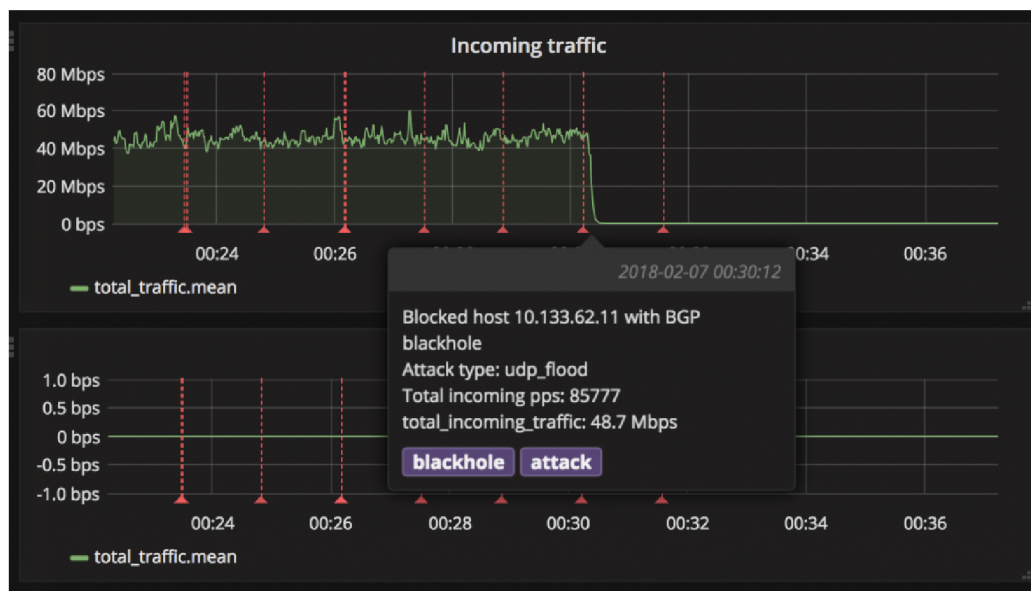 Incoming traffic
80 Mbps
60 Mbps
40 Mbps
20 Mbps
0 bps
00:24 00:26 :34 00:36
total_traffic.mean
2018-02-07 00:30:12
Blocked host 10.133.62.11 with BGP
blackhole
Attack type: udp_flood
Total incoming pps: 85777
total_incoming_traffic: 48.7 Mbps
blackhole attack
1.0 bps
0.5 bps
0 bps
-0.5 bps
-1.0 bps
00:24 00:26 00:28 00:30 00:32 00:34 00:36
total_traffic.mean